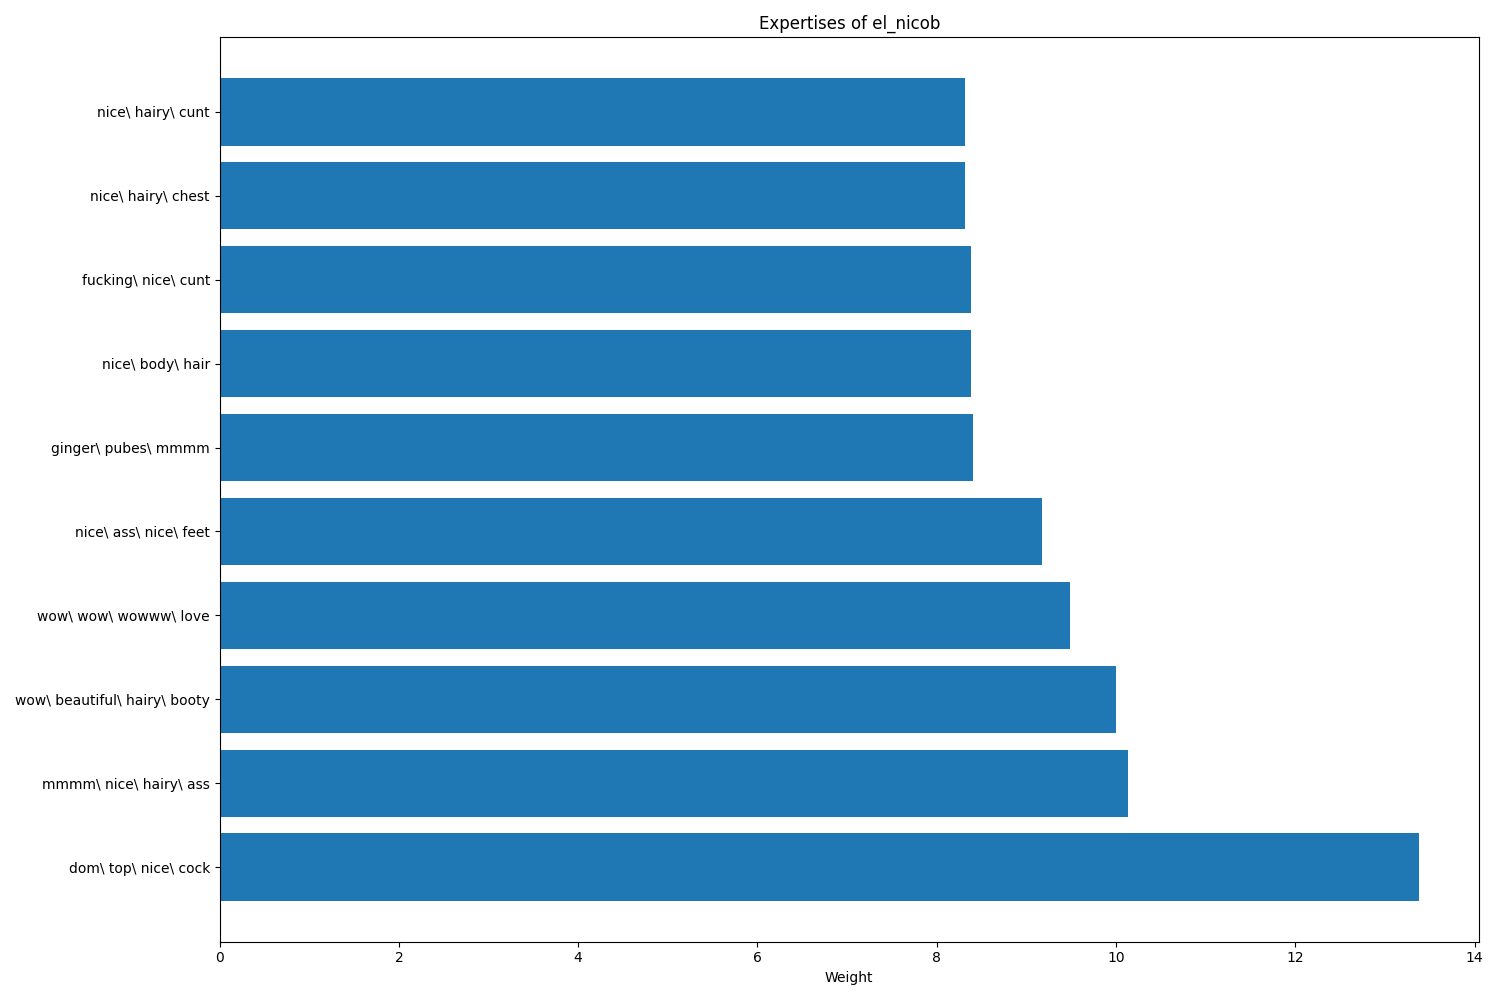 Expertises of el_nicob
nice\ hairy\ cunt
nice\ hairy\ chest
fucking\ nice\ cunt
nice\ body\ hair
ginger\ pubes\ mmmm
nice\ ass\ nice\ feet
wow\ wow\ wowww\ love
wow\ beautiful\ hairy\ booty
mmmm\ nice\ hairy\ ass
dom\ top\ nice\ cock
0 2 4 6 8 10 12 14
Weight